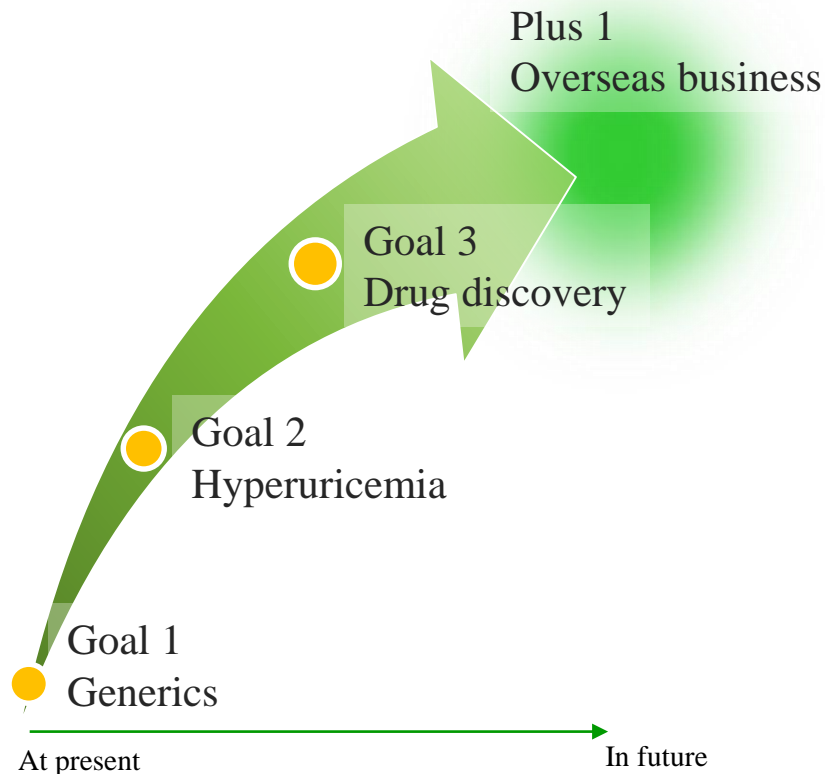 Plus 1
Overseas business
Goal 3
Drug discovery
Goal 2
Hyperuricemia
Goal 1
Generics
At present
In future